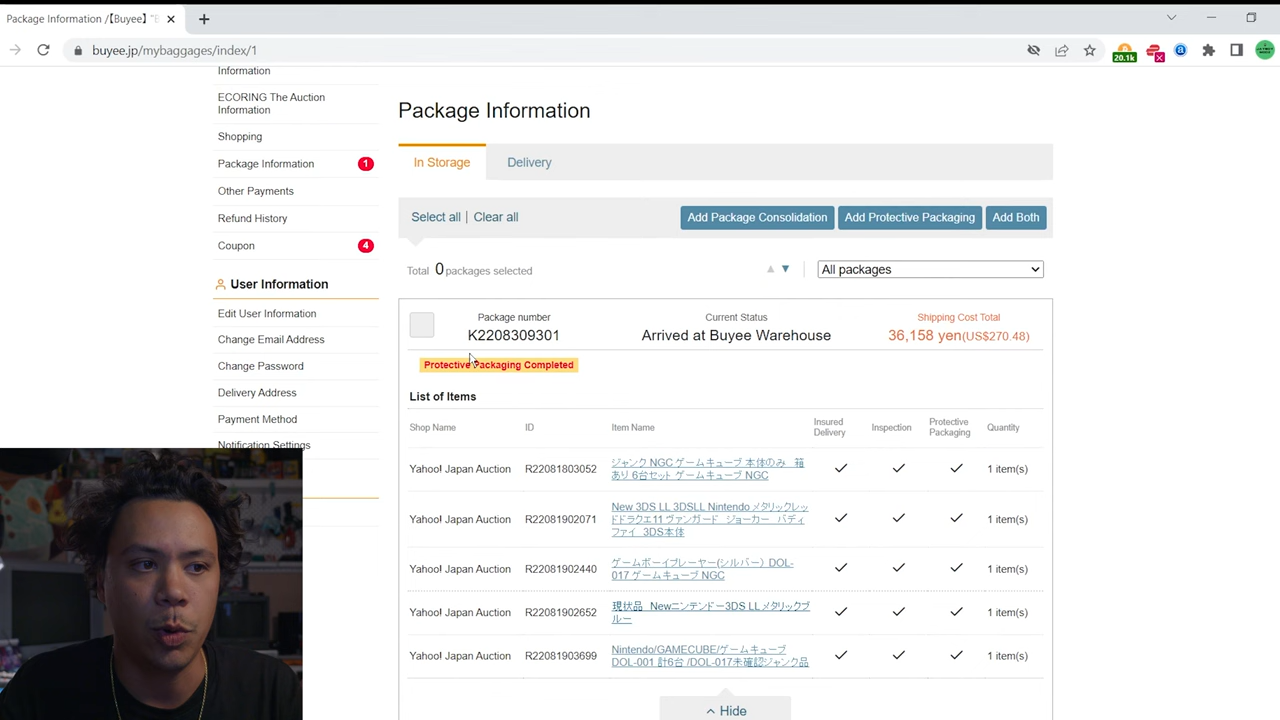 Package Information /【Buyee】 "B
buyee.jp/mybaggages/index/1
20.1k
Information
ECORING The Auction
Information
Shopping
Package Information 1
Other Payments
Refund History
Coupon 4
User Information
Edit User Information
Change Email Address
Change Password
Delivery Address
Payment Method
Notification Settings
Package Information
In Storage Delivery
Select all | Clear all Add Package Consolidation Add Protective Packaging Add Both
Total 0 packages selected All packages
Package number Current Status Shipping Cost Total
K2208309301 Arrived at Buyee Warehouse 36,158 yen(US$270.48)
Protective Packaging Completed
List of Items
Shop Name ID Item Name Insured Delivery Inspection Protective Packaging Quantity
Yahoo! Japan Auction R22081803052 ジャンク NGC ゲームキューブ 本体のみ 箱
あり 6台セット ゲームキューブ NGC 1 item(s)
Yahoo! Japan Auction R22081902071 New 3DS LL 3DSLL Nintendo メタリックレッ
ドドラクエ11 ヴァンガード ジョーカー バディ
ファイ 3DS本体 1 item(s)
Yahoo! Japan Auction R22081902440 ゲームボーイプレーヤー(シルバー) DOL-
017 ゲームキューブ NGC 1 item(s)
Yahoo! Japan Auction R22081902652 現状品 Newニンテンドー3DS LL メタリックブ
ルー 1 item(s)
Yahoo! Japan Auction R22081903699 Nintendo/GAMECUBE/ゲームキューブ
DOL-001 計6台 /DOL-017未確認ジャンク品 1 item(s)
Hide